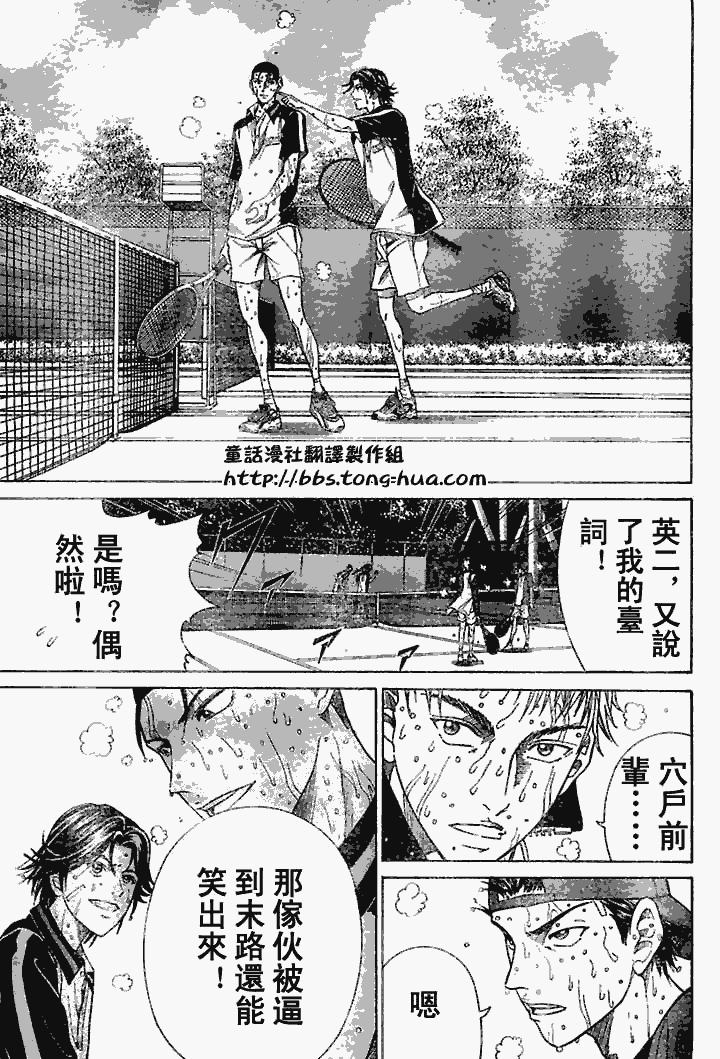 童話漫社翻譯製作組
http://bbs.tong-hua.com
英二，又說
了我的臺
詞！
是嗎？偶
然啦！
穴戶前
輩……
嗯
那傢伙被逼
到末路還能
笑出來！